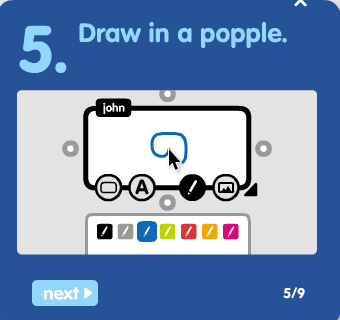 5. Draw in a popple.
john
A
next
5/9